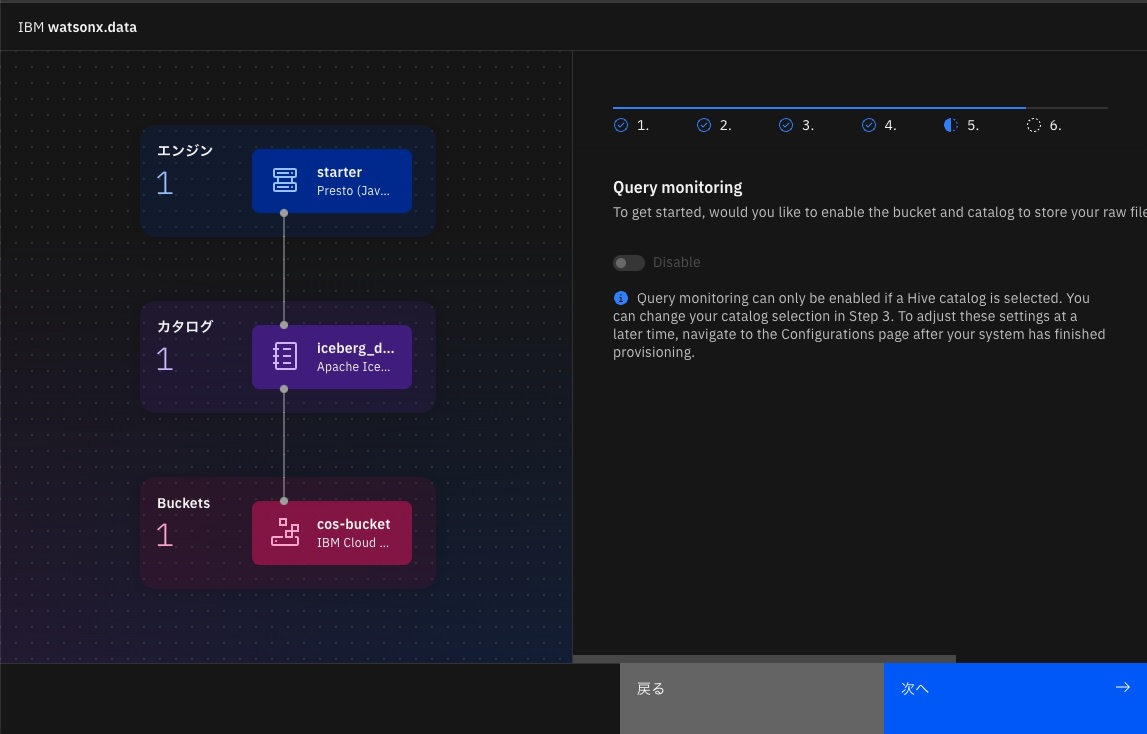 IBM watsonx.data
エンジン
1
starter
Presto (Jav...
カタログ
1
iceberg_d...
Apache Ice...
Buckets
1
cos-bucket
IBM Cloud ...
1. 2. 3. 4. 5. 6.
Query monitoring
To get started, would you like to enable the bucket and catalog to store your raw file
Disable
Query monitoring can only be enabled if a Hive catalog is selected. You
can change your catalog selection in Step 3. To adjust these settings at a
later time, navigate to the Configurations page after your system has finished
provisioning.
戻る
次へ